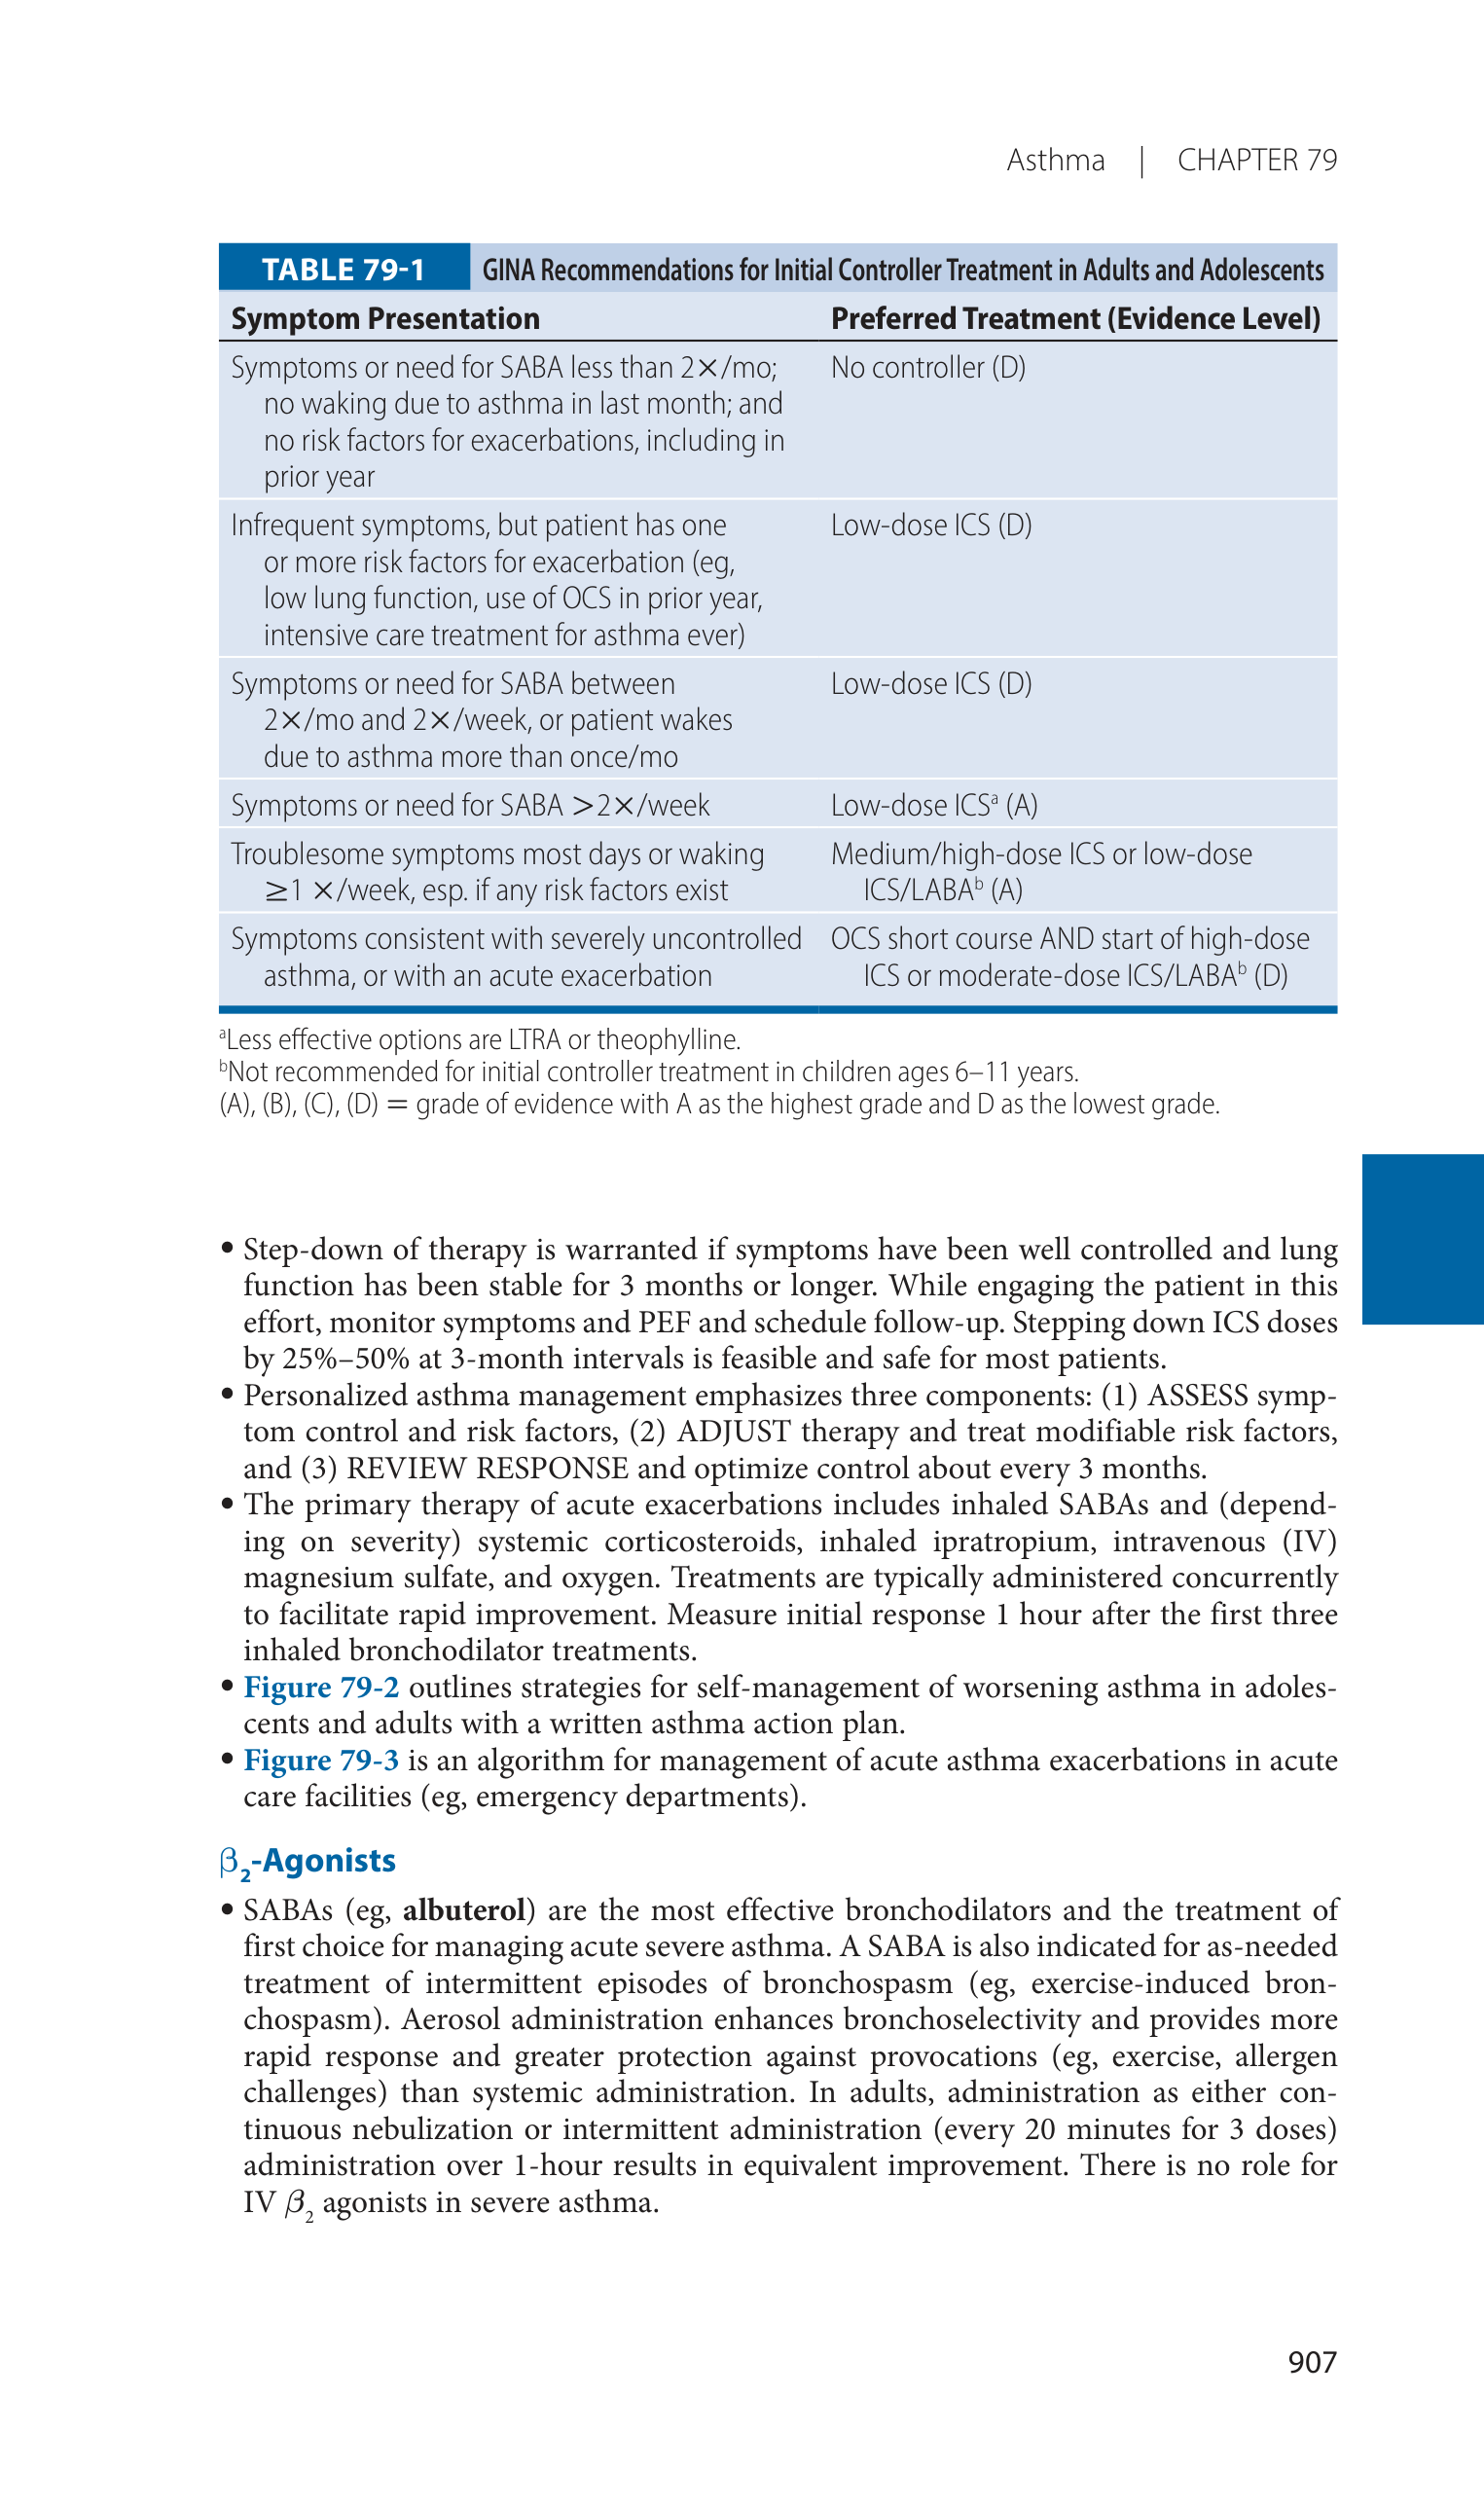 Asthma | CHAPTER 79
TABLE 79-1 GINA Recommendations for Initial Controller Treatment in Adults and Adolescents
Symptom Presentation Preferred Treatment (Evidence Level)
Symptoms or need for SABA less than 2×/mo; No controller (D)
no waking due to asthma in last month; and
no risk factors for exacerbations, including in
prior year
Infrequent symptoms, but patient has one Low-dose ICS (D)
or more risk factors for exacerbation (eg,
low lung function, use of OCS in prior year,
intensive care treatment for asthma ever)
Symptoms or need for SABA between Low-dose ICS (D)
2×/mo and 2×/week, or patient wakes
due to asthma more than once/mo
Symptoms or need for SABA >2×/week Low-dose ICSᵃ (A)
Troublesome symptoms most days or waking Medium/high-dose ICS or low-dose
≥1 ×/week, esp. if any risk factors exist ICS/LABAᵇ (A)
Symptoms consistent with severely uncontrolled OCS short course AND start of high-dose
asthma, or with an acute exacerbation ICS or moderate-dose ICS/LABAᵇ (D)
ᵃLess effective options are LTRA or theophylline.
ᵇNot recommended for initial controller treatment in children ages 6–11 years.
(A), (B), (C), (D) = grade of evidence with A as the highest grade and D as the lowest grade.
• Step-down of therapy is warranted if symptoms have been well controlled and lung
function has been stable for 3 months or longer. While engaging the patient in this
effort, monitor symptoms and PEF and schedule follow-up. Stepping down ICS doses
by 25%–50% at 3-month intervals is feasible and safe for most patients.
• Personalized asthma management emphasizes three components: (1) ASSESS symp-
tom control and risk factors, (2) ADJUST therapy and treat modifiable risk factors,
and (3) REVIEW RESPONSE and optimize control about every 3 months.
• The primary therapy of acute exacerbations includes inhaled SABAs and (depend-
ing on severity) systemic corticosteroids, inhaled ipratropium, intravenous (IV)
magnesium sulfate, and oxygen. Treatments are typically administered concurrently
to facilitate rapid improvement. Measure initial response 1 hour after the first three
inhaled bronchodilator treatments.
• Figure 79-2 outlines strategies for self-management of worsening asthma in adoles-
cents and adults with a written asthma action plan.
• Figure 79-3 is an algorithm for management of acute asthma exacerbations in acute
care facilities (eg, emergency departments).
β₂-Agonists
• SABAs (eg, albuterol) are the most effective bronchodilators and the treatment of
first choice for managing acute severe asthma. A SABA is also indicated for as-needed
treatment of intermittent episodes of bronchospasm (eg, exercise-induced bron-
chospasm). Aerosol administration enhances bronchoselectivity and provides more
rapid response and greater protection against provocations (eg, exercise, allergen
challenges) than systemic administration. In adults, administration as either con-
tinuous nebulization or intermittent administration (every 20 minutes for 3 doses)
administration over 1-hour results in equivalent improvement. There is no role for
IV β₂ agonists in severe asthma.
907